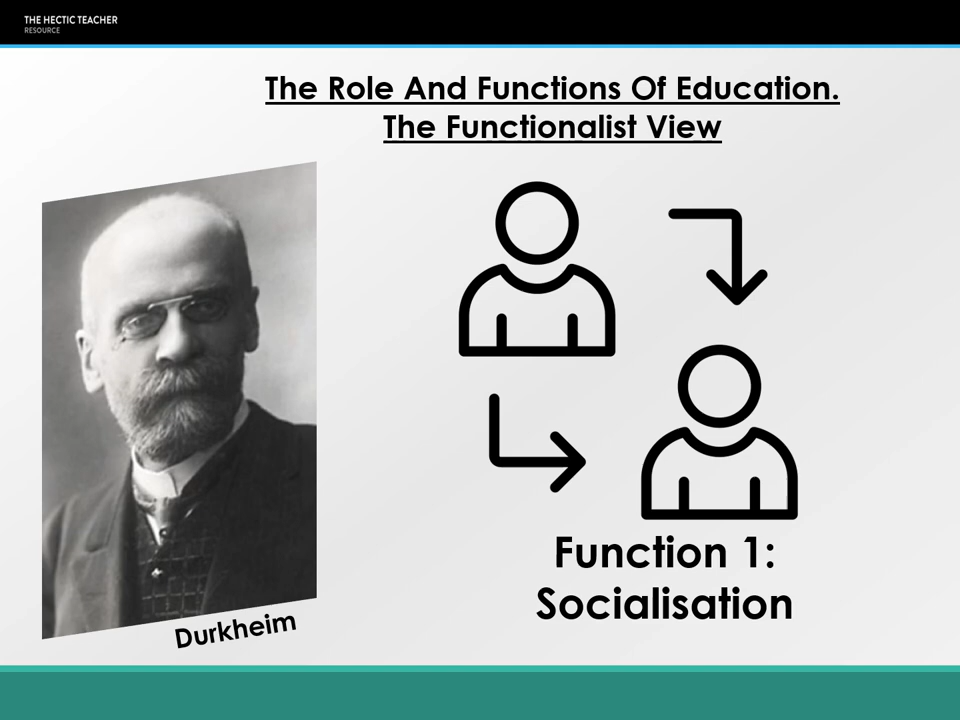 THE HECTIC TEACHER
RESOURCE
The Role And Functions Of Education.
The Functionalist View
Function 1:
Socialisation
Durkheim